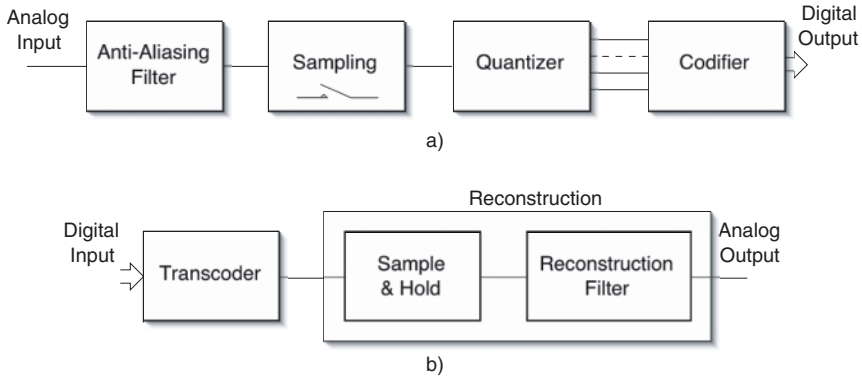 Analog
Input
Anti-Aliasing
Filter
Sampling
Quantizer
Codifier
Digital
Output
a)
Reconstruction
Digital
Input
Transcoder
Sample
& Hold
Reconstruction
Filter
Analog
Output
b)